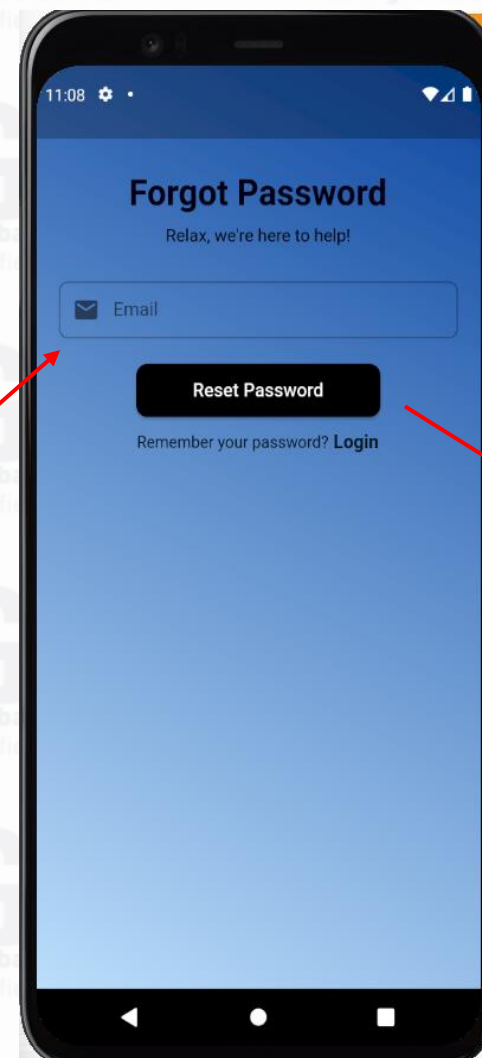 11:08
Forgot Password
Relax, we're here to help!
Email
Reset Password
Remember your password? Login